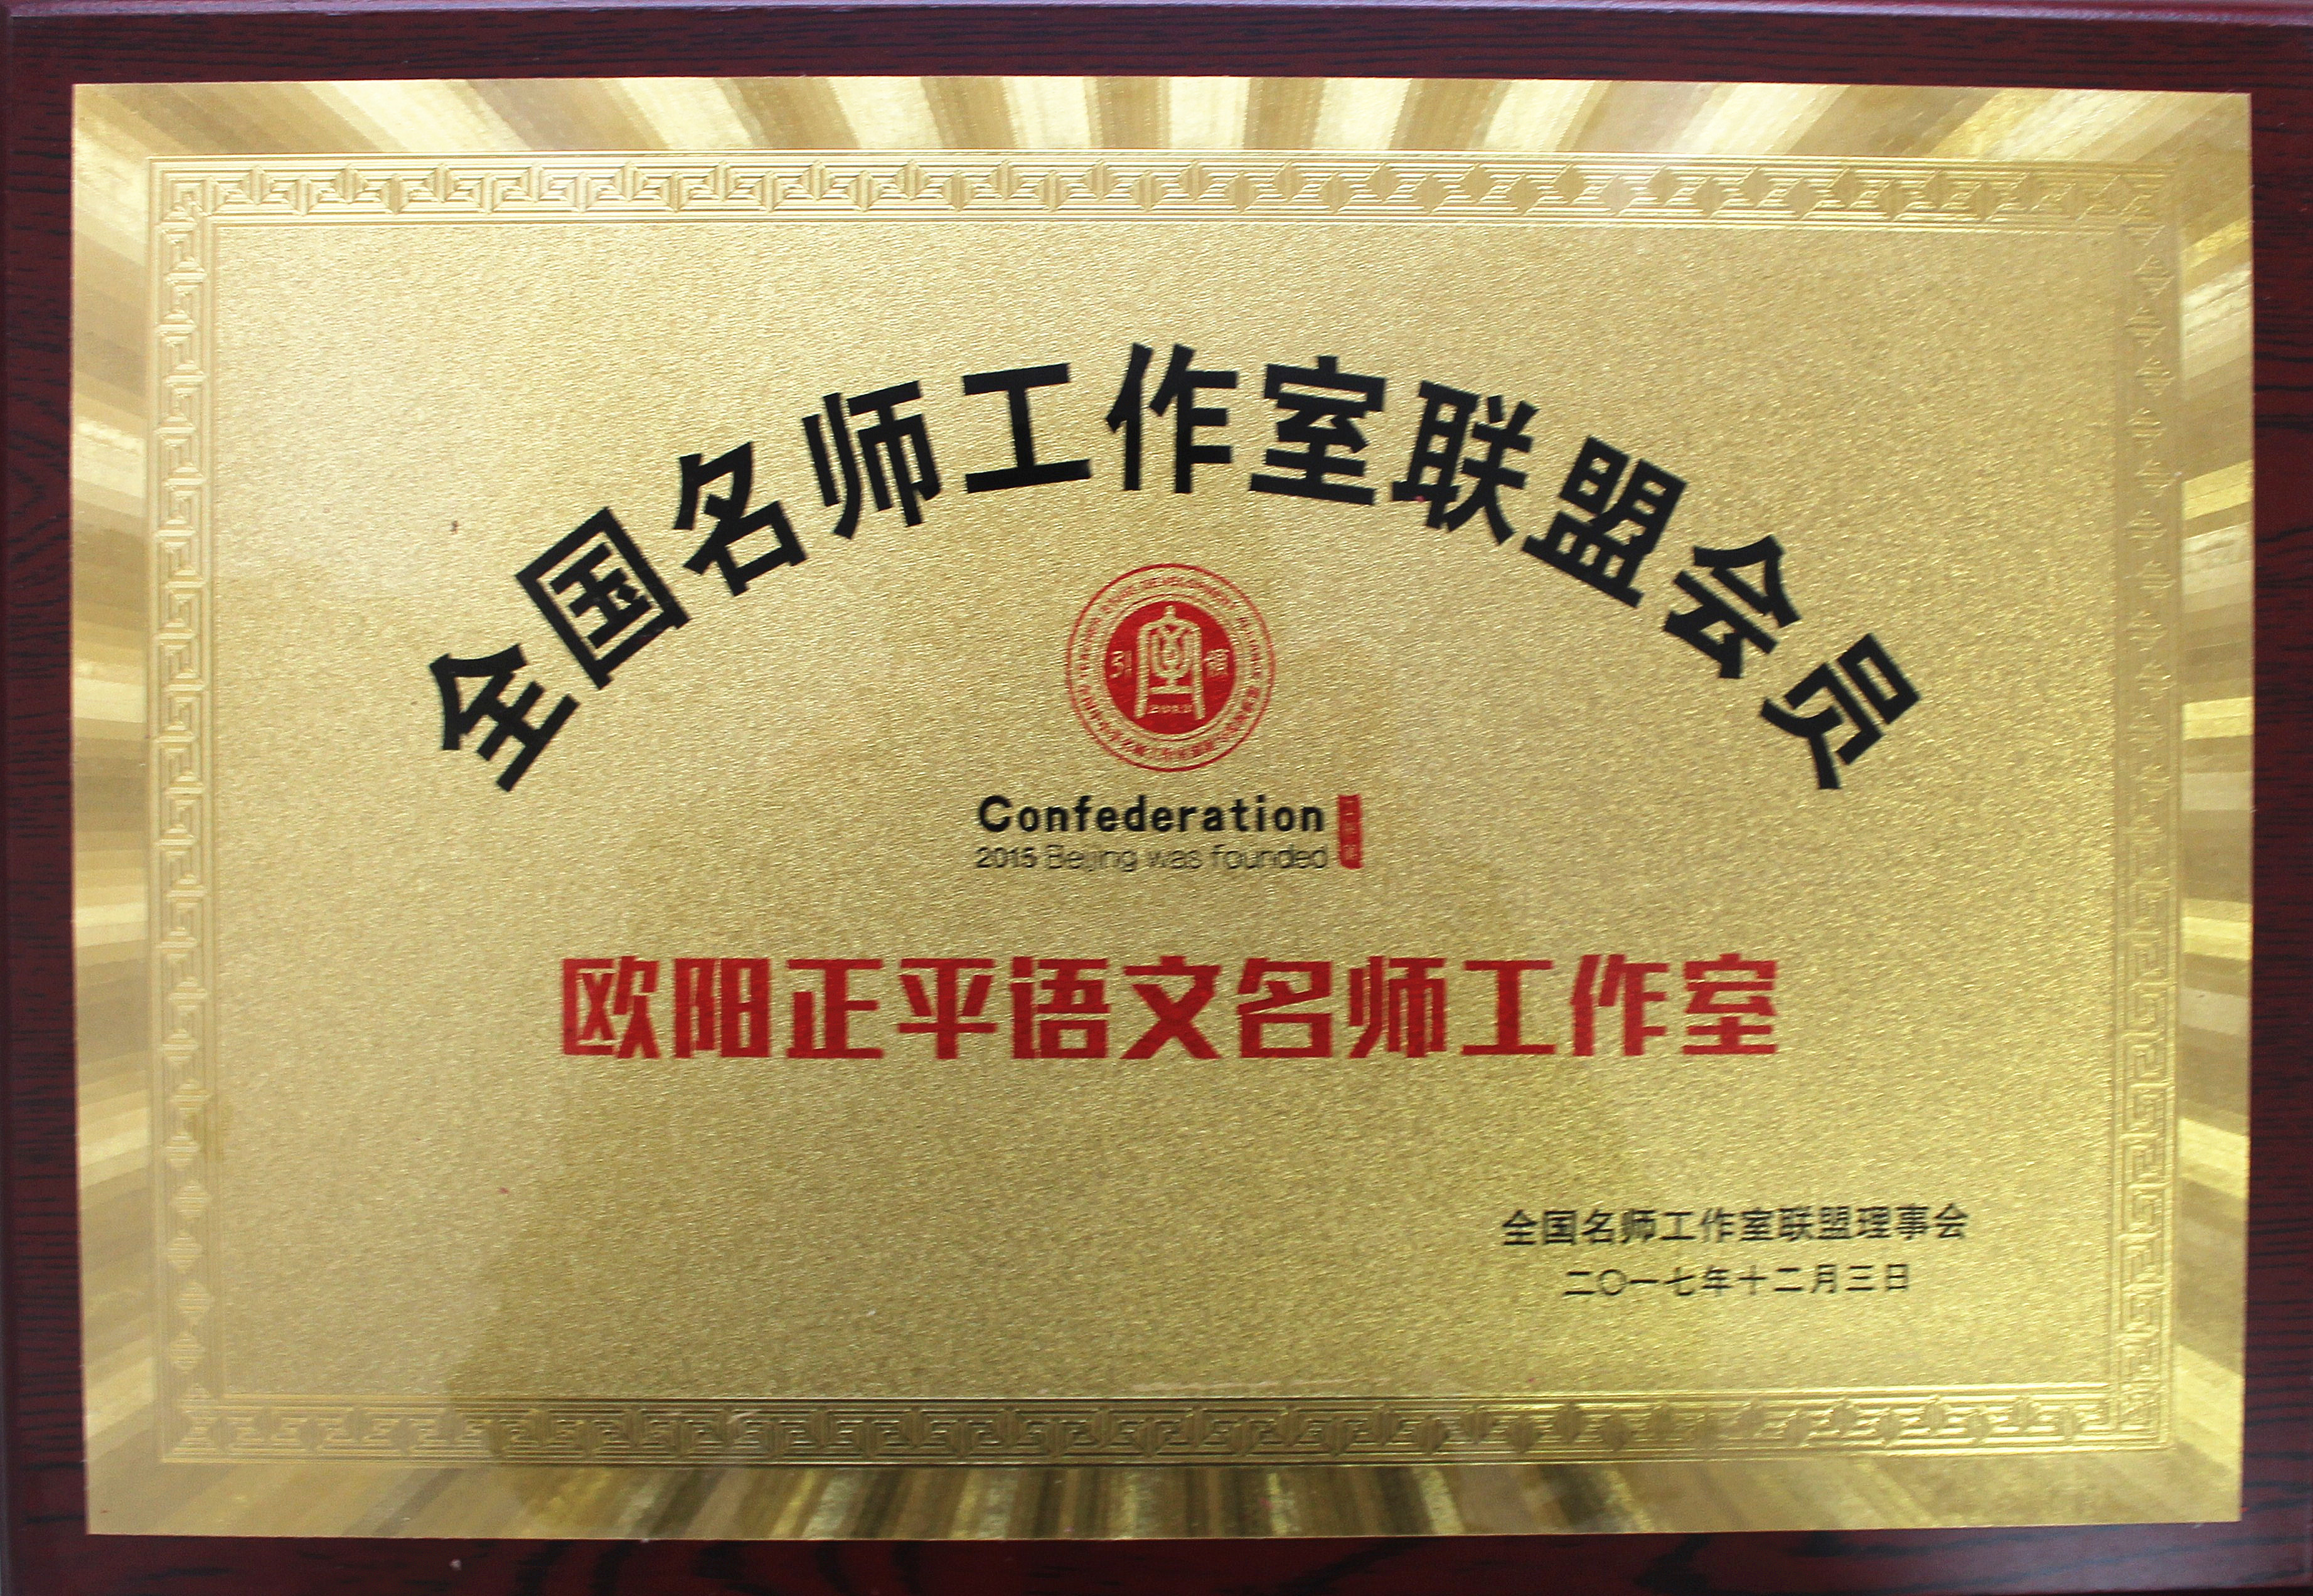 全国名师工作室联盟会员
引 领
Confederation
2015 Beijing was founded
欧阳正平语文名师工作室
全国名师工作室联盟理事会
二〇一七年十二月三日